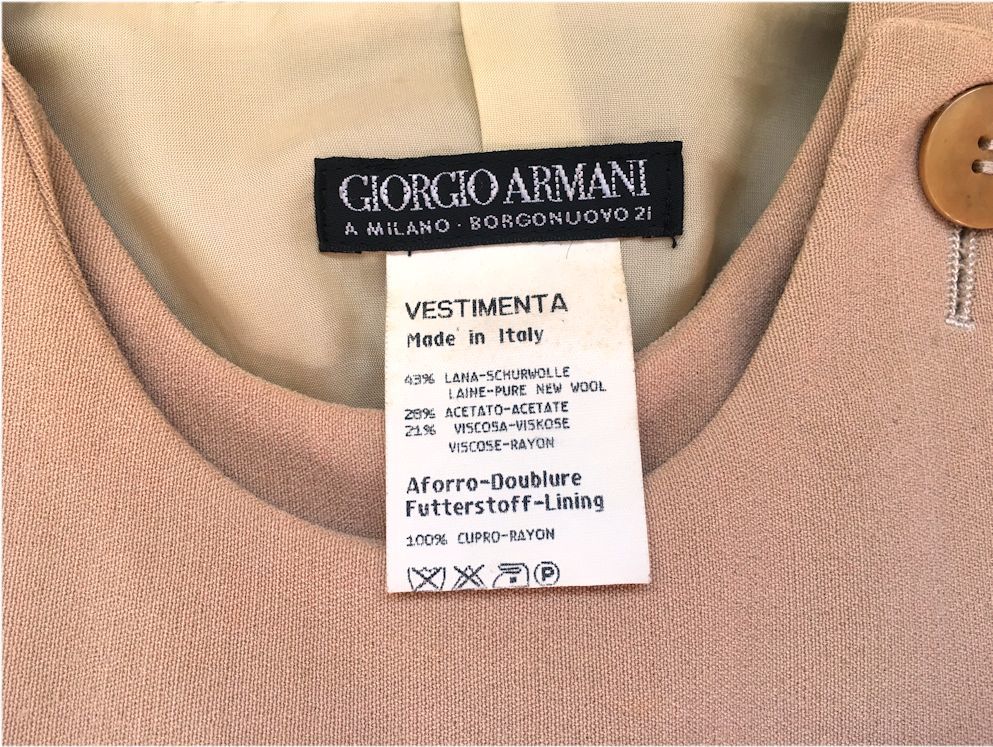 GIORGIO ARMANI
A MILANO · BORGONUOVO 21
VESTIMENTA
Made in Italy
43% LANA-SCHURWOLLE
LAINE-PURE NEW WOOL
28% ACETATO-ACETATE
21% VISCOSA-VISKOSE
VISCOSE-RAYON
Aforro-Doublure
Futterstoff-Lining
100% CUPRO-RAYON
P